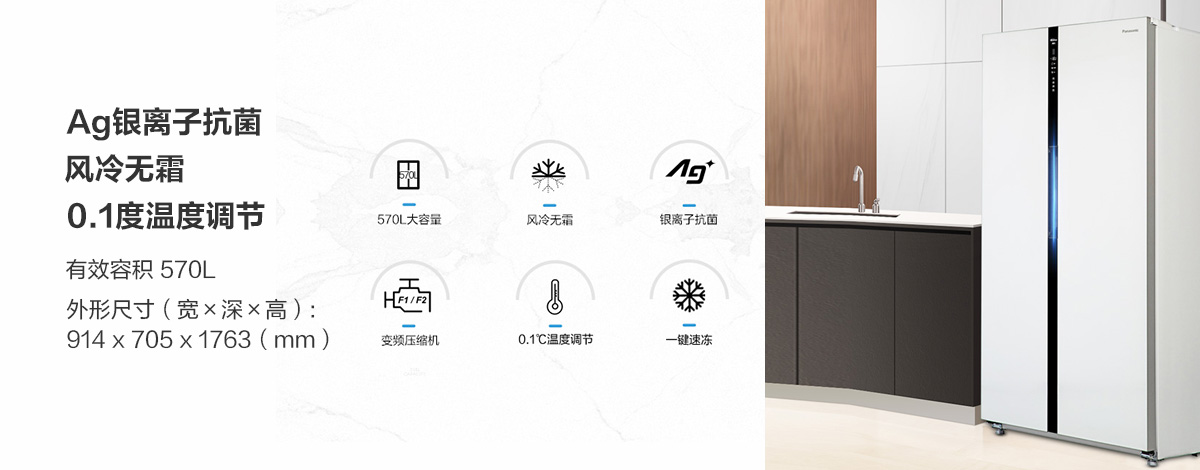 Ag银离子抗菌
风冷无霜
0.1度温度调节
有效容积 570L
外形尺寸（宽×深×高）:
914 x 705 x 1763（mm）
570L
570L大容量
风冷无霜
Ag
银离子抗菌
F1/F2
变频压缩机
0.1℃温度调节
一键速冻
Panasonic